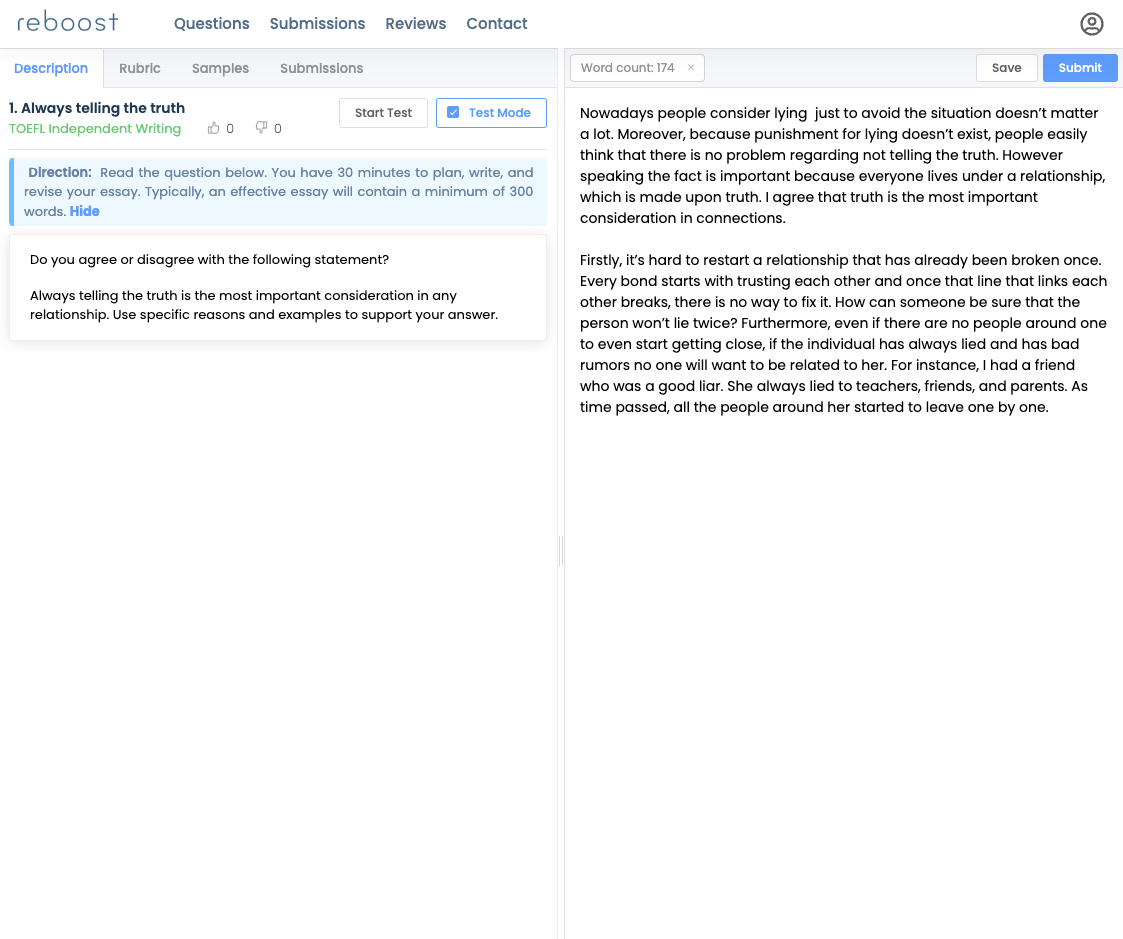 reboost
Questions Submissions Reviews Contact
Description Rubric Samples Submissions
Word count: 174 ×
Save Submit
1. Always telling the truth
TOEFL Independent Writing 0 0
Start Test Test Mode
Direction: Read the question below. You have 30 minutes to plan, write, and
revise your essay. Typically, an effective essay will contain a minimum of 300
words. Hide
Do you agree or disagree with the following statement?
Always telling the truth is the most important consideration in any
relationship. Use specific reasons and examples to support your answer.
Nowadays people consider lying  just to avoid the situation doesn’t matter
a lot. Moreover, because punishment for lying doesn’t exist, people easily
think that there is no problem regarding not telling the truth. However
speaking the fact is important because everyone lives under a relationship,
which is made upon truth. I agree that truth is the most important
consideration in connections.
Firstly, it’s hard to restart a relationship that has already been broken once.
Every bond starts with trusting each other and once that line that links each
other breaks, there is no way to fix it. How can someone be sure that the
person won’t lie twice? Furthermore, even if there are no people around one
to even start getting close, if the individual has always lied and has bad
rumors no one will want to be related to her. For instance, I had a friend
who was a good liar. She always lied to teachers, friends, and parents. As
time passed, all the people around her started to leave one by one.